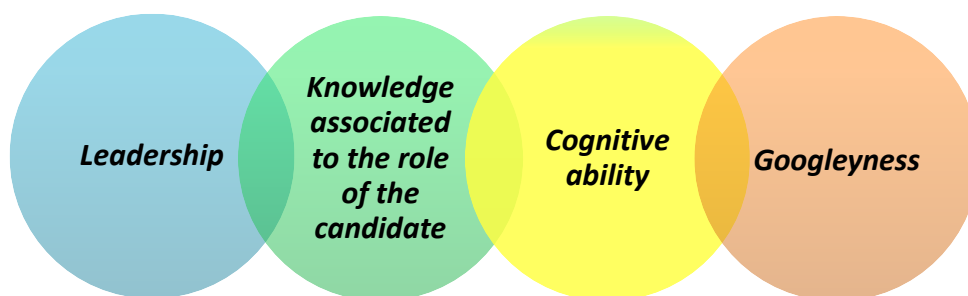 Leadership
Knowledge
associated
to the role
of the
candidate
Cognitive
ability
Googleyness